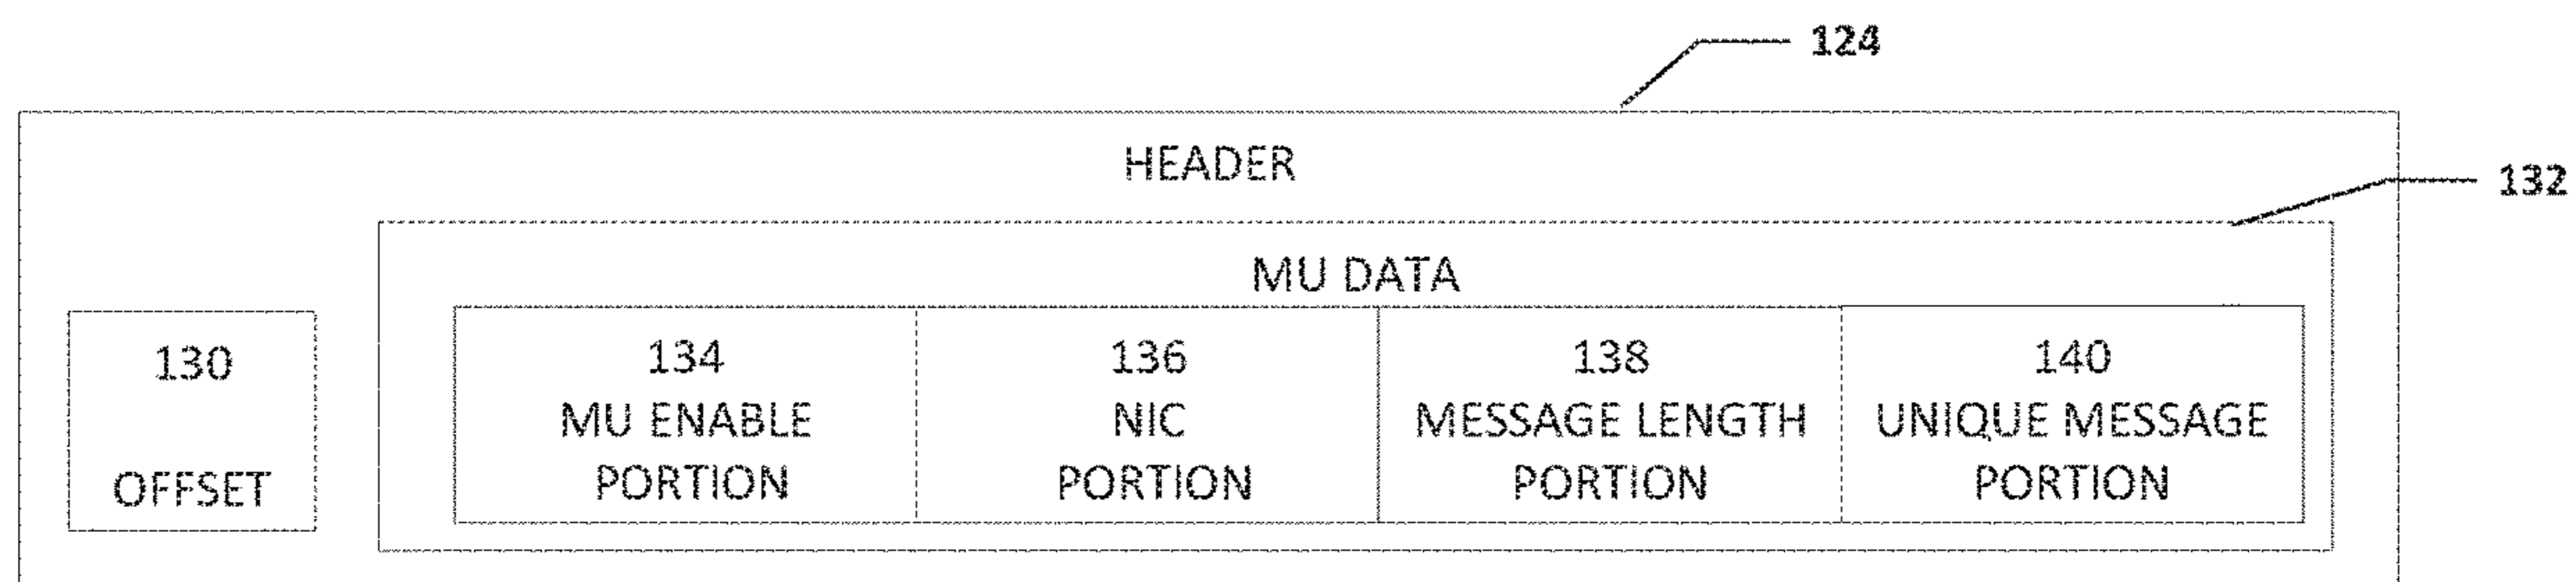 124
HEADER
132
MU DATA
130
OFFSET
134
MU ENABLE
PORTION
136
NIC
PORTION
138
MESSAGE LENGTH
PORTION
140
UNIQUE MESSAGE
PORTION